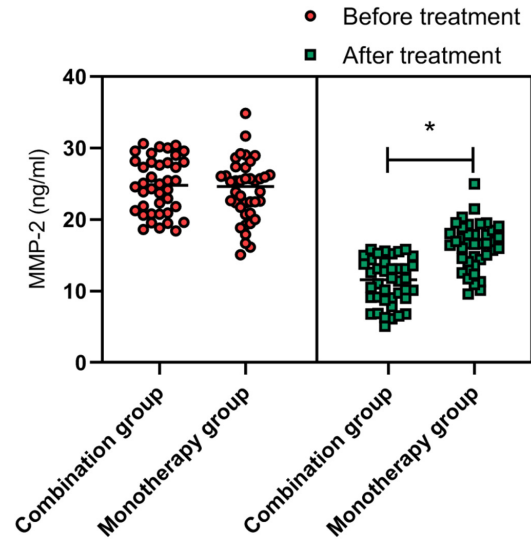 Before treatment
After treatment
MMP-2 (ng/ml)
40
30
20
10
0
*
Combination group
Monotherapy group
Combination group
Monotherapy group